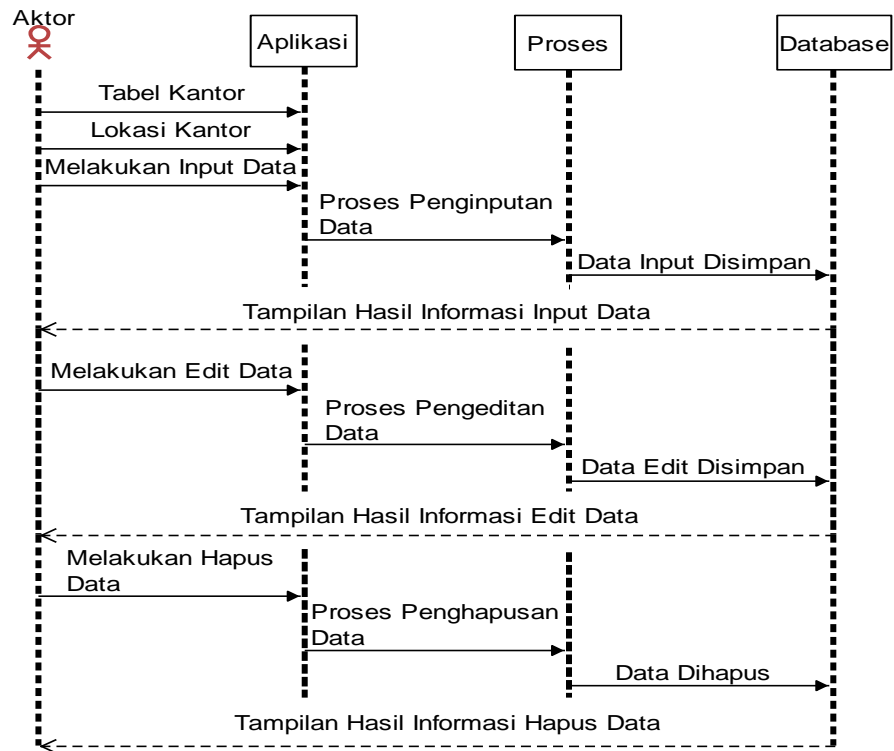 Aktor
Aplikasi
Proses
Database
Tabel Kantor
Lokasi Kantor
Melakukan Input Data
Proses Penginputan
Data
Data Input Disimpan
Tampilan Hasil Informasi Input Data
Melakukan Edit Data
Proses Pengeditan
Data
Data Edit Disimpan
Tampilan Hasil Informasi Edit Data
Melakukan Hapus
Data
Proses Penghapusan
Data
Data Dihapus
Tampilan Hasil Informasi Hapus Data